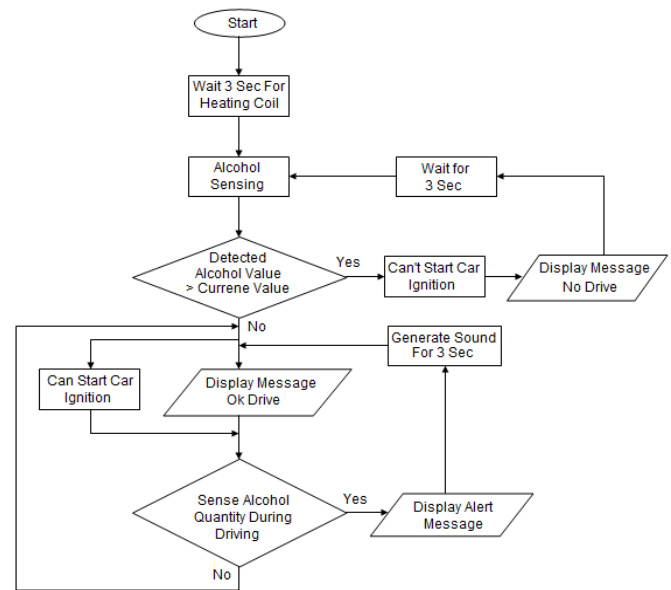 Start
Wait 3 Sec For
Heating Coil
Alcohol
Sensing
Wait for
3 Sec
Detected
Alcohol Value
> Currene Value
Yes
Can't Start Car
Ignition
Display Message
No Drive
No
Generate Sound
For 3 Sec
Can Start Car
Ignition
Display Message
Ok Drive
Sense Alcohol
Quantity During
Driving
Yes
Display Alert
Message
No